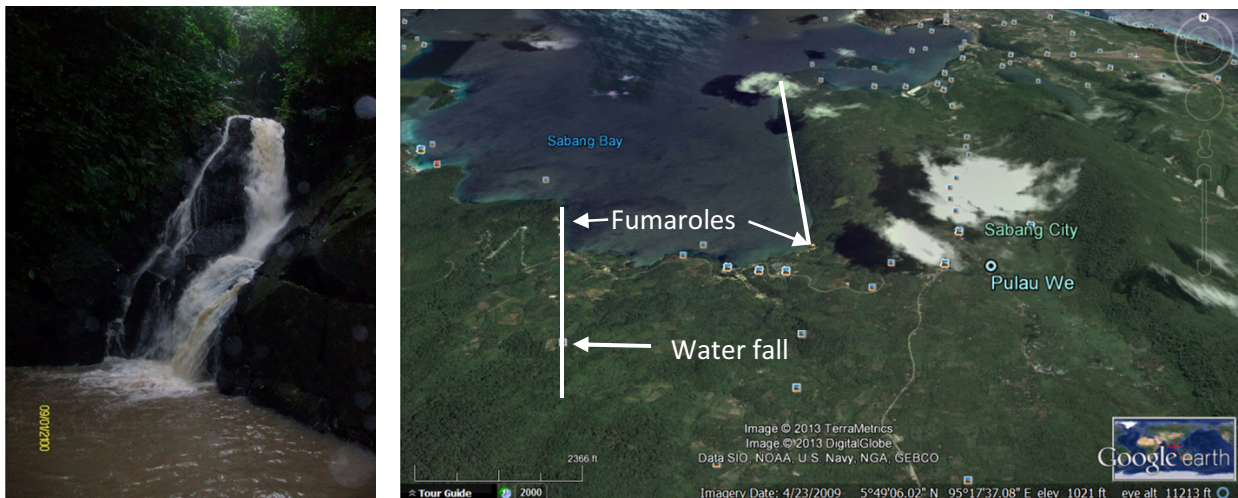 09/01/2100
N
Sabang Bay
Fumaroles
Sabang City
Pulau We
Water fall
Image © 2013 TerraMetrics
Image © 2013 DigitalGlobe
Data SIO, NOAA, U.S. Navy, NGA, GEBCO
2366 ft
Google earth
Tour Guide
2000
Imagery Date: 4/23/2009 5°49'06.02" N 95°17'37.08" E elev 1021 ft eye alt 11213 ft